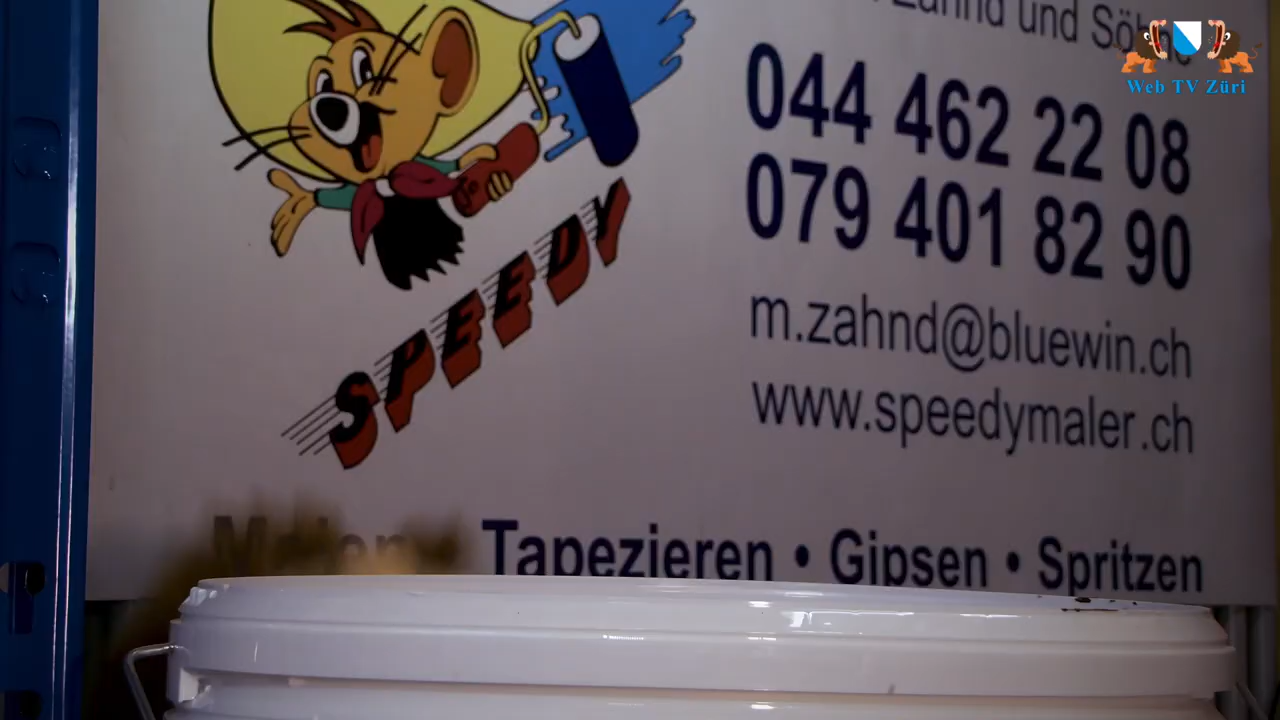 Zahnd und Söhne
044 462 22 08
079 401 82 90
m.zahnd@bluewin.ch
www.speedymaler.ch
SPEEDY
Malen • Tapezieren • Gipsen • Spritzen
Web TV Züri